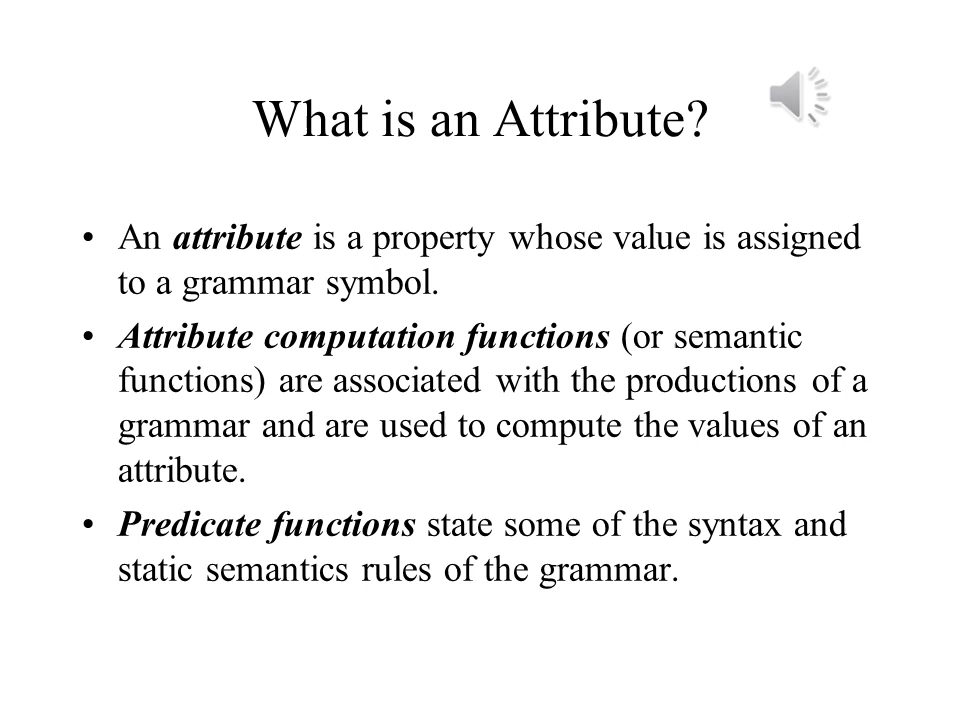 What is an Attribute?
• An attribute is a property whose value is assigned
to a grammar symbol.
• Attribute computation functions (or semantic
functions) are associated with the productions of a
grammar and are used to compute the values of an
attribute.
• Predicate functions state some of the syntax and
static semantics rules of the grammar.